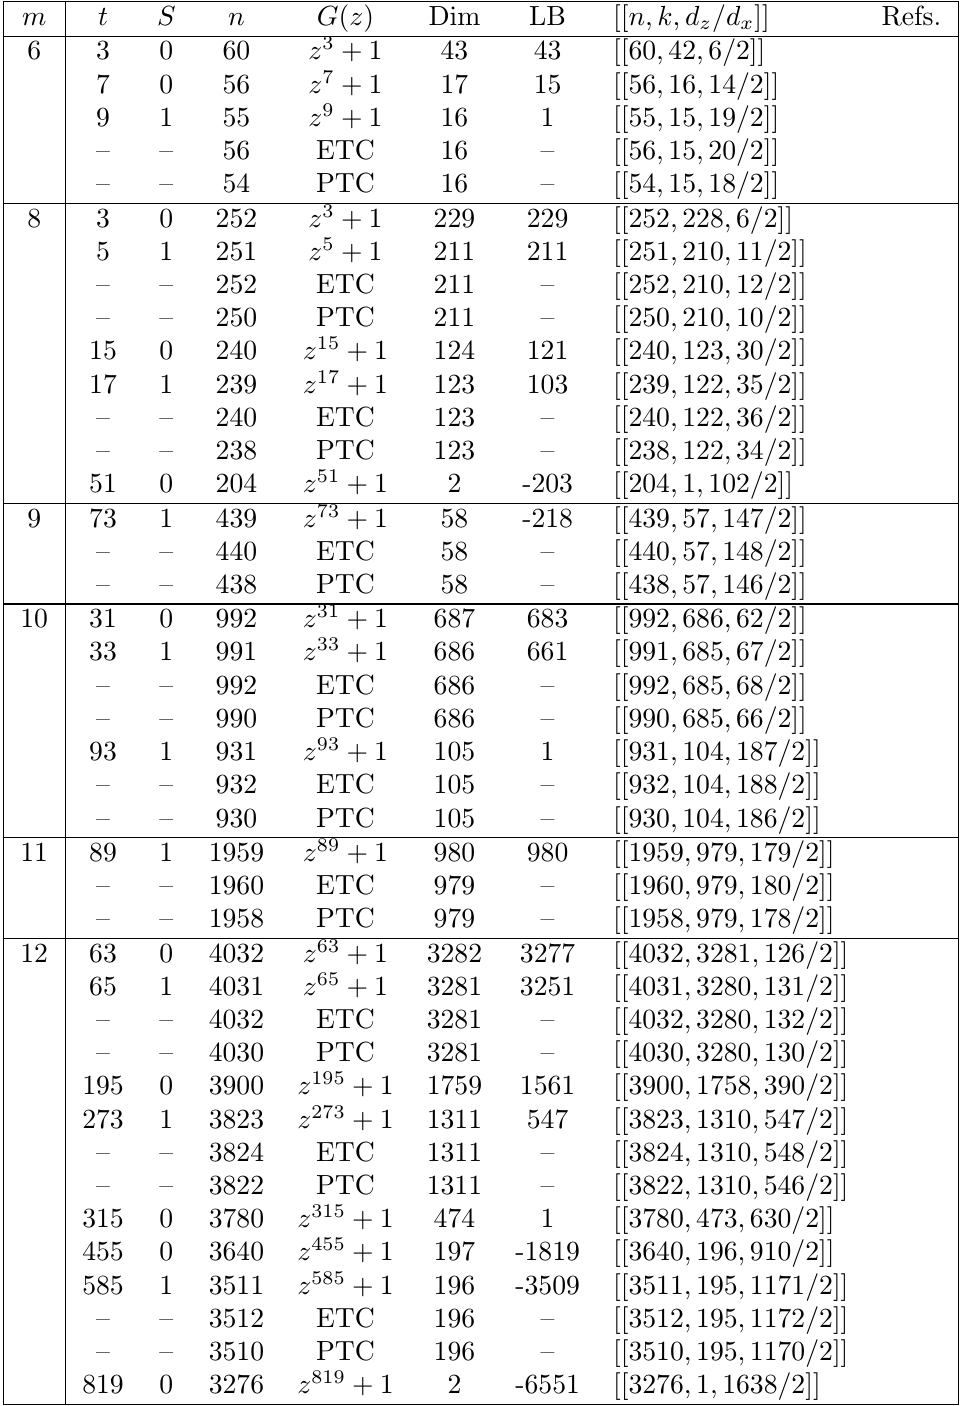 m t S n G(z) Dim LB [[n, k, d_z/d_x]] Refs.
6 3 0 60 z^3 + 1 43 43 [[60, 42, 6/2]]
7 0 56 z^7 + 1 17 15 [[56, 16, 14/2]]
9 1 55 z^9 + 1 16 1 [[55, 15, 19/2]]
– – 56 ETC 16 – [[56, 15, 20/2]]
– – 54 PTC 16 – [[54, 15, 18/2]]
8 3 0 252 z^3 + 1 229 229 [[252, 228, 6/2]]
5 1 251 z^5 + 1 211 211 [[251, 210, 11/2]]
– – 252 ETC 211 – [[252, 210, 12/2]]
– – 250 PTC 211 – [[250, 210, 10/2]]
15 0 240 z^15 + 1 124 121 [[240, 123, 30/2]]
17 1 239 z^17 + 1 123 103 [[239, 122, 35/2]]
– – 240 ETC 123 – [[240, 122, 36/2]]
– – 238 PTC 123 – [[238, 122, 34/2]]
51 0 204 z^51 + 1 2 -203 [[204, 1, 102/2]]
9 73 1 439 z^73 + 1 58 -218 [[439, 57, 147/2]]
– – 440 ETC 58 – [[440, 57, 148/2]]
– – 438 PTC 58 – [[438, 57, 146/2]]
10 31 0 992 z^31 + 1 687 683 [[992, 686, 62/2]]
33 1 991 z^33 + 1 686 661 [[991, 685, 67/2]]
– – 992 ETC 686 – [[992, 685, 68/2]]
– – 990 PTC 686 – [[990, 685, 66/2]]
93 1 931 z^93 + 1 105 1 [[931, 104, 187/2]]
– – 932 ETC 105 – [[932, 104, 188/2]]
– – 930 PTC 105 – [[930, 104, 186/2]]
11 89 1 1959 z^89 + 1 980 980 [[1959, 979, 179/2]]
– – 1960 ETC 979 – [[1960, 979, 180/2]]
– – 1958 PTC 979 – [[1958, 979, 178/2]]
12 63 0 4032 z^63 + 1 3282 3277 [[4032, 3281, 126/2]]
65 1 4031 z^65 + 1 3281 3251 [[4031, 3280, 131/2]]
– – 4032 ETC 3281 – [[4032, 3280, 132/2]]
– – 4030 PTC 3281 – [[4030, 3280, 130/2]]
195 0 3900 z^195 + 1 1759 1561 [[3900, 1758, 390/2]]
273 1 3823 z^273 + 1 1311 547 [[3823, 1310, 547/2]]
– – 3824 ETC 1311 – [[3824, 1310, 548/2]]
– – 3822 PTC 1311 – [[3822, 1310, 546/2]]
315 0 3780 z^315 + 1 474 1 [[3780, 473, 630/2]]
455 0 3640 z^455 + 1 197 -1819 [[3640, 196, 910/2]]
585 1 3511 z^585 + 1 196 -3509 [[3511, 195, 1171/2]]
– – 3512 ETC 196 – [[3512, 195, 1172/2]]
– – 3510 PTC 196 – [[3510, 195, 1170/2]]
819 0 3276 z^819 + 1 2 -6551 [[3276, 1, 1638/2]]